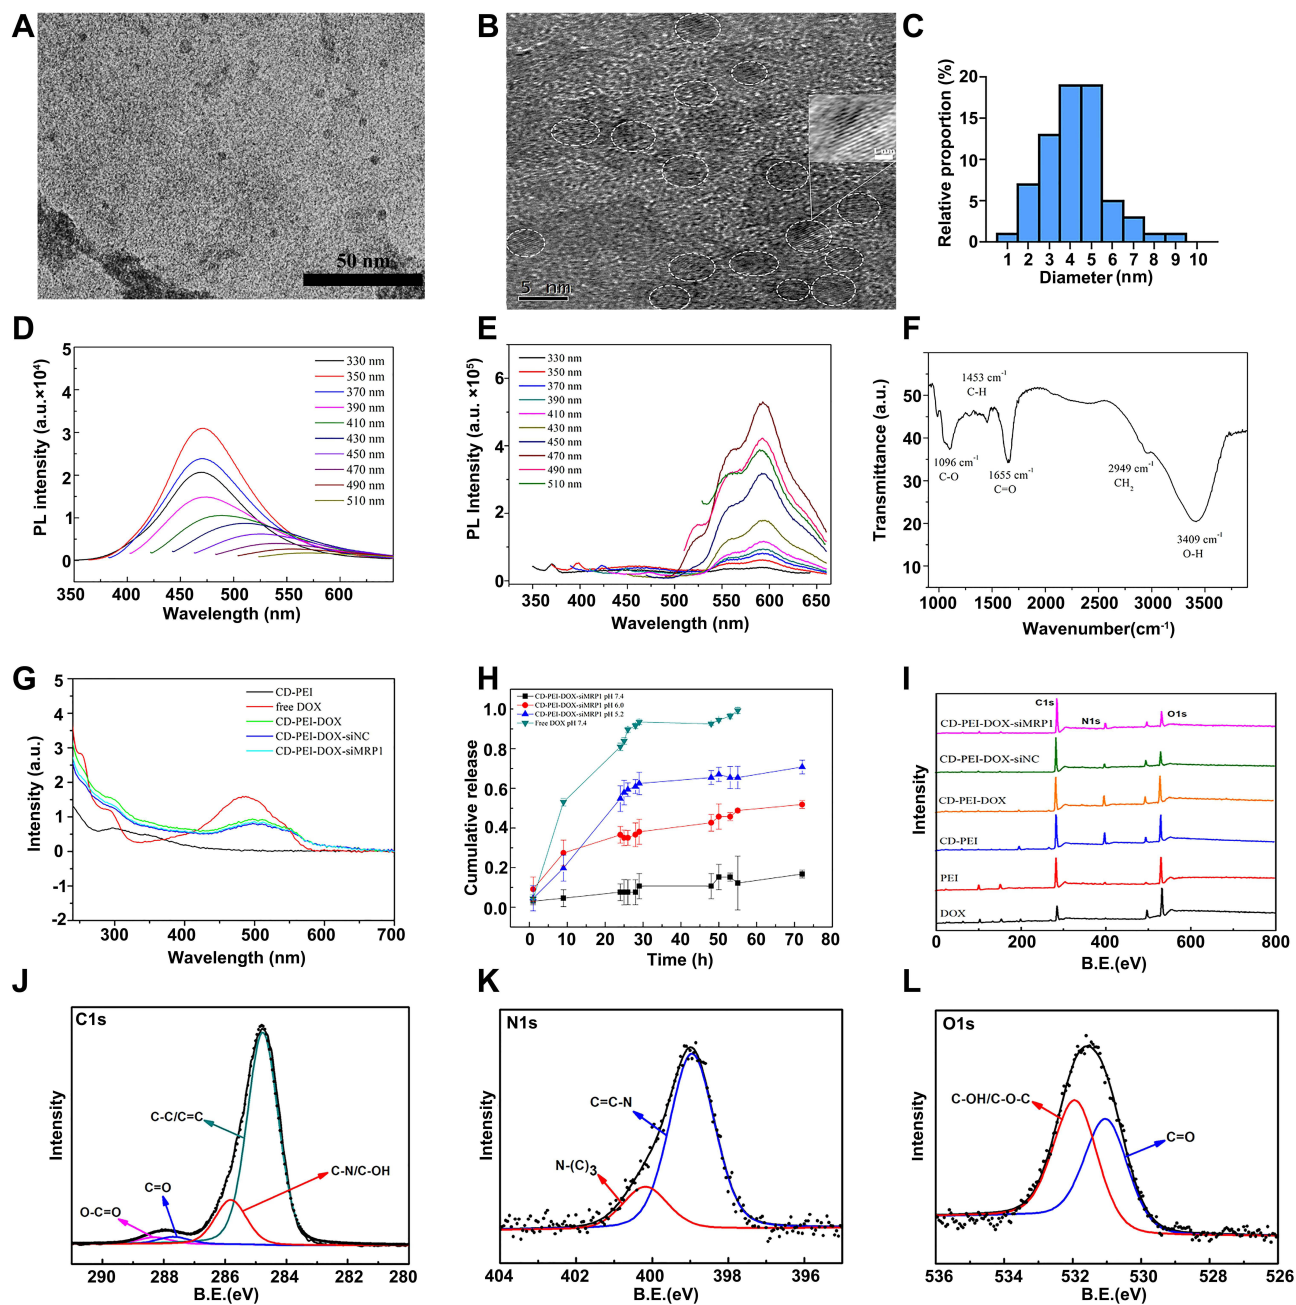 A
50 nm
B
5 nm
C
Relative proportion (%)
20
15
10
5
0
1 2 3 4 5 6 7 8 9 10
Diameter (nm)
D
PL intensity (a.u.×10⁴)
5
4
3
2
1
0
330 nm
350 nm
370 nm
390 nm
410 nm
430 nm
450 nm
470 nm
490 nm
510 nm
350 400 450 500 550 600
Wavelength (nm)
E
PL Intensity (a.u. ×10⁵)
6
4
2
0
330 nm
350 nm
370 nm
390 nm
410 nm
430 nm
450 nm
470 nm
490 nm
510 nm
350 400 450 500 550 600 650
Wavelength (nm)
F
Transmittance (a.u.)
60
50
40
30
20
10
1453 cm⁻¹
C-H
1096 cm⁻¹
C-O
1655 cm⁻¹
C=O
2949 cm⁻¹
CH₂
3409 cm⁻¹
O-H
1000 1500 2000 2500 3000 3500
Wavenumber(cm⁻¹)
G
Intensity (a.u.)
5
4
3
2
1
0
-1
-2
CD-PEI
free DOX
CD-PEI-DOX
CD-PEI-DOX-siNC
CD-PEI-DOX-siMRP1
300 400 500 600 700
Wavelength (nm)
H
Cumulative release
1.0
0.8
0.6
0.4
0.2
0.0
CD-PEI-DOX-siMRP1 pH 7.4
CD-PEI-DOX-siMRP1 pH 6.0
CD-PEI-DOX-siMRP1 pH 5.2
Free DOX pH 7.4
0 10 20 30 40 50 60 70 80
Time (h)
I
Intensity
C1s
N1s
O1s
CD-PEI-DOX-siMRP1
CD-PEI-DOX-siNC
CD-PEI-DOX
CD-PEI
PEI
DOX
0 200 400 600 800
B.E.(eV)
J
C1s
Intensity
C-C/C=C
C=O
O-C=O
C-N/C-OH
290 288 286 284 282 280
B.E.(eV)
K
N1s
Intensity
C=C-N
N-(C)₃
404 402 400 398 396
B.E.(eV)
L
O1s
Intensity
C-OH/C-O-C
C=O
536 534 532 530 528 526
B.E.(eV)